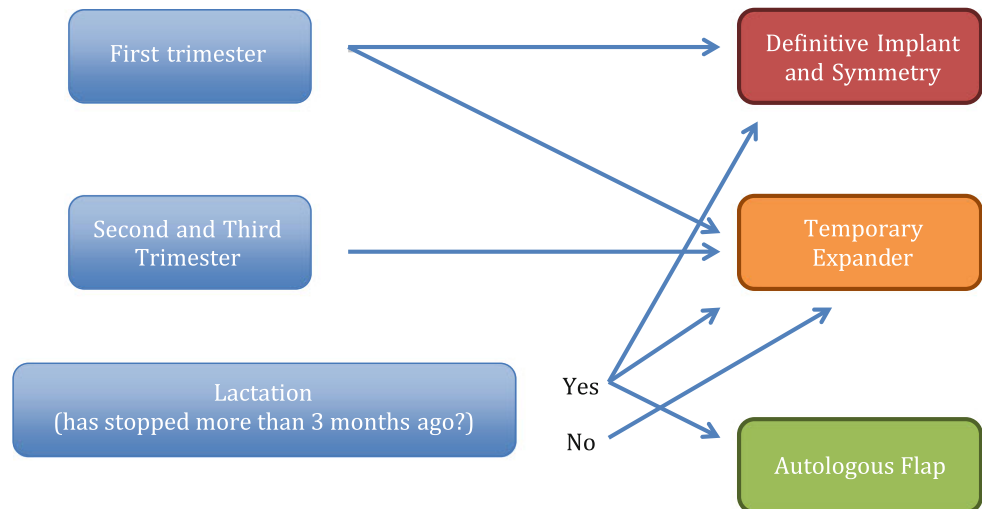 First trimester
Definitive Implant
and Symmetry
Second and Third
Trimester
Temporary
Expander
Lactation
(has stopped more than 3 months ago?)
Yes
No
Autologous Flap